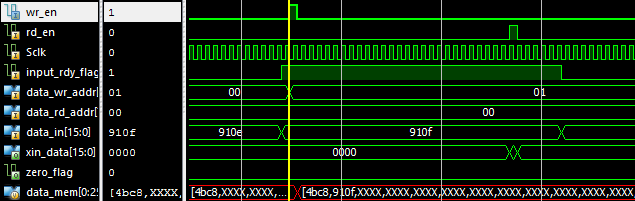 wr_en 1
rd_en 0
Sclk 0
input_rdy_flag 1
data_wr_addr[ 01 00 01
data_rd_addr[ 00 00
data_in[15:0] 910f 910e 910f
xin_data[15:0] 0000 0000
zero_flag 0
data_mem[0:25 [4bc8,XXXX, [4bc8,XXXX,XXXX,... [4bc8,910f,XXXX,XXXX,XXXX,XXXX,XXXX,XXXX,XXXX,XXXX,XXXX